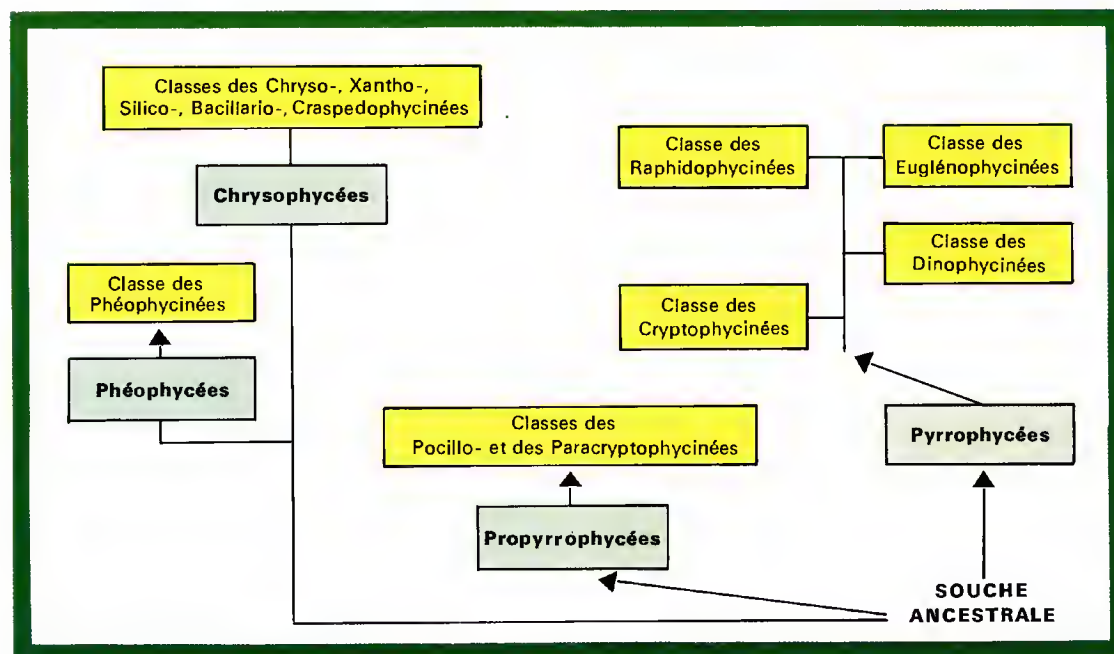 Classes des Chryso-, Xantho-,
Silico-, Bacillario-, Craspedophycinées
Chrysophycées
Classe des
Phéophycinées
Phéophycées
Classes des
Pocillo- et des Paracryptophycinées
Propyrrophycées
Classe des
Raphidophycinées
Classe des
Euglénophycinées
Classe des
Dinophycinées
Classe des
Cryptophycinées
Pyrrophycées
SOUCHE
ANCESTRALE